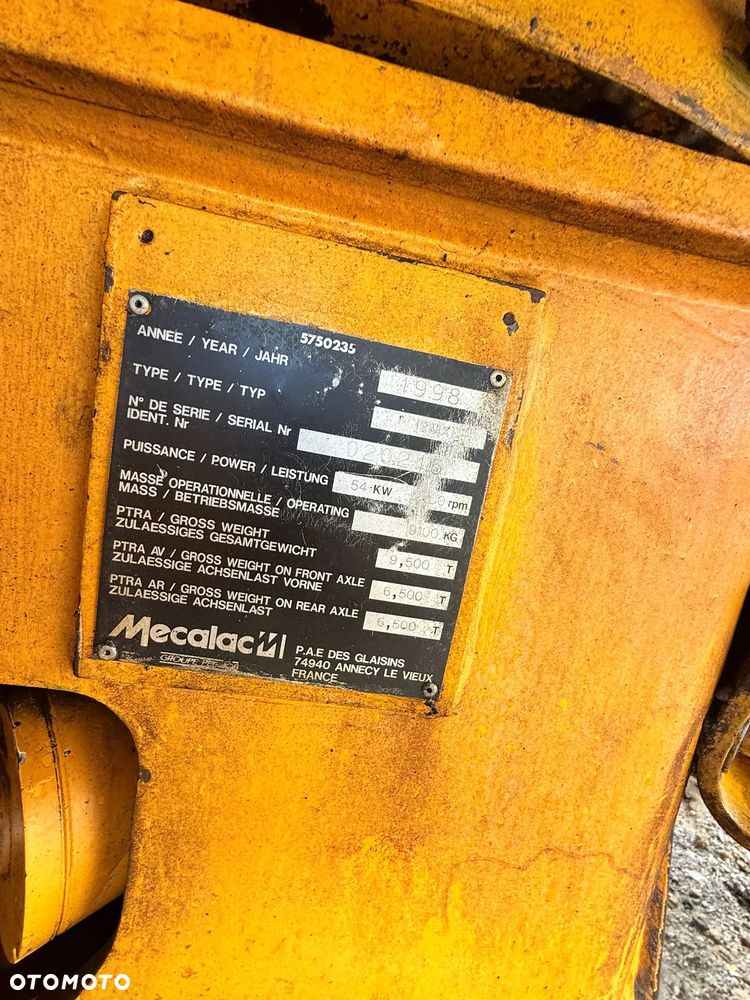 5750235
ANNEE / YEAR / JAHR 1998
TYPE / TYPE / TYP
N° DE SERIE / SERIAL Nr
IDENT. Nr
PUISSANCE / POWER / LEISTUNG 54 KW rpm
MASSE OPERATIONNELLE / OPERATING
MASS / BETRIEBSMASSE KG
PTRA / GROSS WEIGHT
ZULAESSIGES GESAMTGEWICHT 9,500 T
PTRA AV / GROSS WEIGHT ON FRONT AXLE
ZULAESSIGE ACHSENLAST VORNE 6,500 T
PTRA AR / GROSS WEIGHT ON REAR AXLE
ZULAESSIGE ACHSENLAST 6,500 T
Mecalac
GROUPE
P.A.E DES GLAISINS
74940 ANNECY LE VIEUX
FRANCE
OTOMOTO